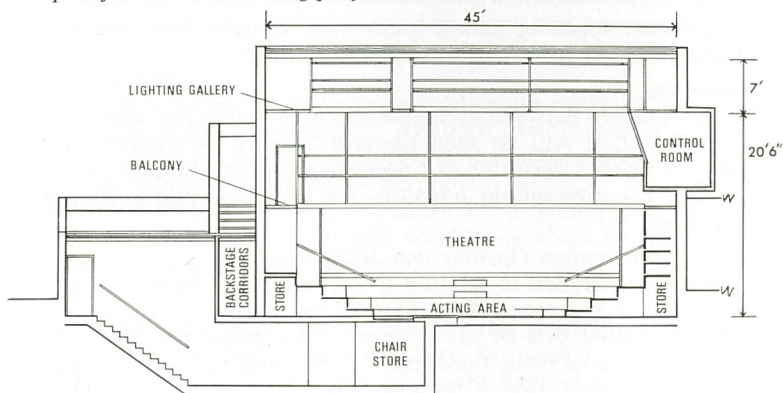 45′
LIGHTING GALLERY
7′
CONTROL
ROOM
20′6″
BALCONY
THEATRE
BACKSTAGE
CORRIDORS
STORE
ACTING AREA
STORE
CHAIR
STORE